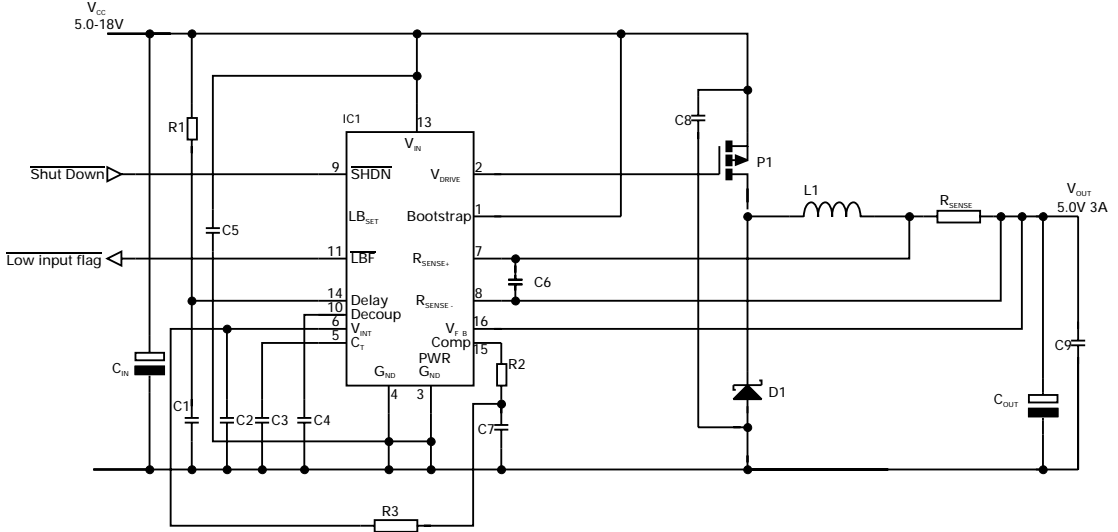 VCC
5.0-18V
IC1
R1
13
VIN
C8
P1
Shut Down
9
SHDN
VDRIVE
2
L1
RSENSE
VOUT
5.0V 3A
LBSET
Bootstrap
1
C5
Low input flag
11
LBF
RSENSE+
7
C6
14
Delay
RSENSE -
8
10
Decoup
6
VINT
VF B
16
5
CT
Comp
15
C9
PWR
CIN
GND
GND
R2
4
3
D1
COUT
C1
C2
C3
C4
C7
R3